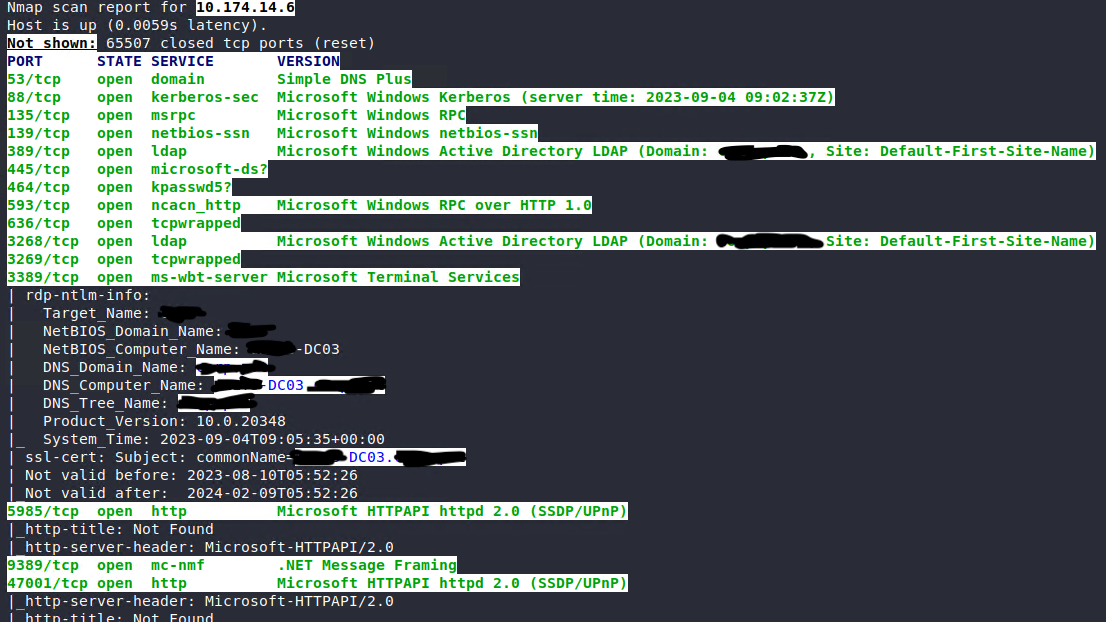 Nmap scan report for 10.174.14.6
Host is up (0.0059s latency).
Not shown: 65507 closed tcp ports (reset)
PORT     STATE SERVICE       VERSION
53/tcp    open  domain        Simple DNS Plus
88/tcp    open  kerberos-sec  Microsoft Windows Kerberos (server time: 2023-09-04 09:02:37Z)
135/tcp   open  msrpc         Microsoft Windows RPC
139/tcp   open  netbios-ssn   Microsoft Windows netbios-ssn
389/tcp   open  ldap          Microsoft Windows Active Directory LDAP (Domain: , Site: Default-First-Site-Name)
445/tcp   open  microsoft-ds?
464/tcp   open  kpasswd5?
593/tcp   open  ncacn_http    Microsoft Windows RPC over HTTP 1.0
636/tcp   open  tcpwrapped
3268/tcp  open  ldap          Microsoft Windows Active Directory LDAP (Domain: Site: Default-First-Site-Name)
3269/tcp  open  tcpwrapped
3389/tcp  open  ms-wbt-server Microsoft Terminal Services
| rdp-ntlm-info:
|   Target_Name:
|   NetBIOS_Domain_Name:
|   NetBIOS_Computer_Name: -DC03
|   DNS_Domain_Name:
|   DNS_Computer_Name: -DC03
|   DNS_Tree_Name:
|   Product_Version: 10.0.20348
|_  System_Time: 2023-09-04T09:05:35+00:00
| ssl-cert: Subject: commonName= DC03.
| Not valid before: 2023-08-10T05:52:26
|_Not valid after:  2024-02-09T05:52:26
5985/tcp  open  http          Microsoft HTTPAPI httpd 2.0 (SSDP/UPnP)
|_http-title: Not Found
|_http-server-header: Microsoft-HTTPAPI/2.0
9389/tcp  open  mc-nmf        .NET Message Framing
47001/tcp open  http          Microsoft HTTPAPI httpd 2.0 (SSDP/UPnP)
|_http-server-header: Microsoft-HTTPAPI/2.0
|_http-title: Not Found